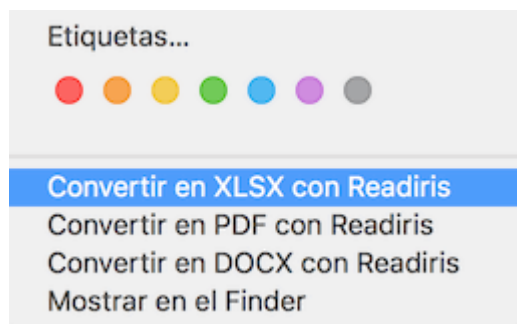 Etiquetas...
Convertir en XLSX con Readiris
Convertir en PDF con Readiris
Convertir en DOCX con Readiris
Mostrar en el Finder